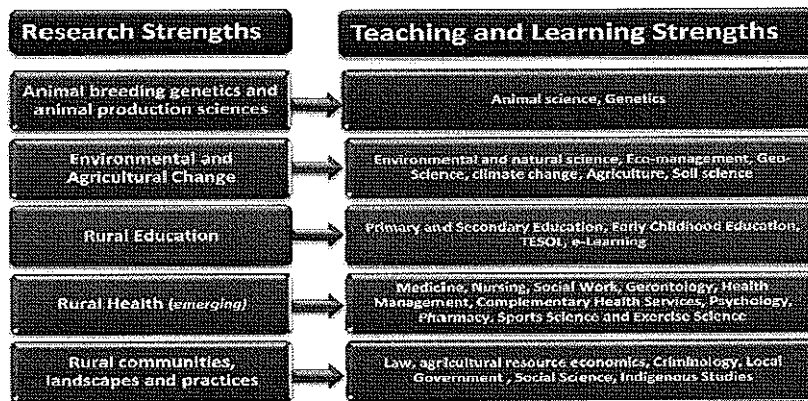 Research Strengths
Teaching and Learning Strengths
Animal breeding genetics and
animal production sciences
Animal science, Genetics
Environmental and
Agricultural Change
Environmental and natural science, Eco-management, Geo-
Science, climate change, Agriculture, Soil science
Rural Education
Primary and Secondary Education, Early Childhood Education,
TESOL, e-Learning
Rural Health (emerging)
Medicine, Nursing, Social Work, Gerontology, Health
Management, Complementary Health Services, Psychology,
Pharmacy, Sports Science and Exercise Science
Rural communities,
landscapes and practices
Law, agricultural resource economics, Criminology, Local
Government , Social Science, Indigenous Studies